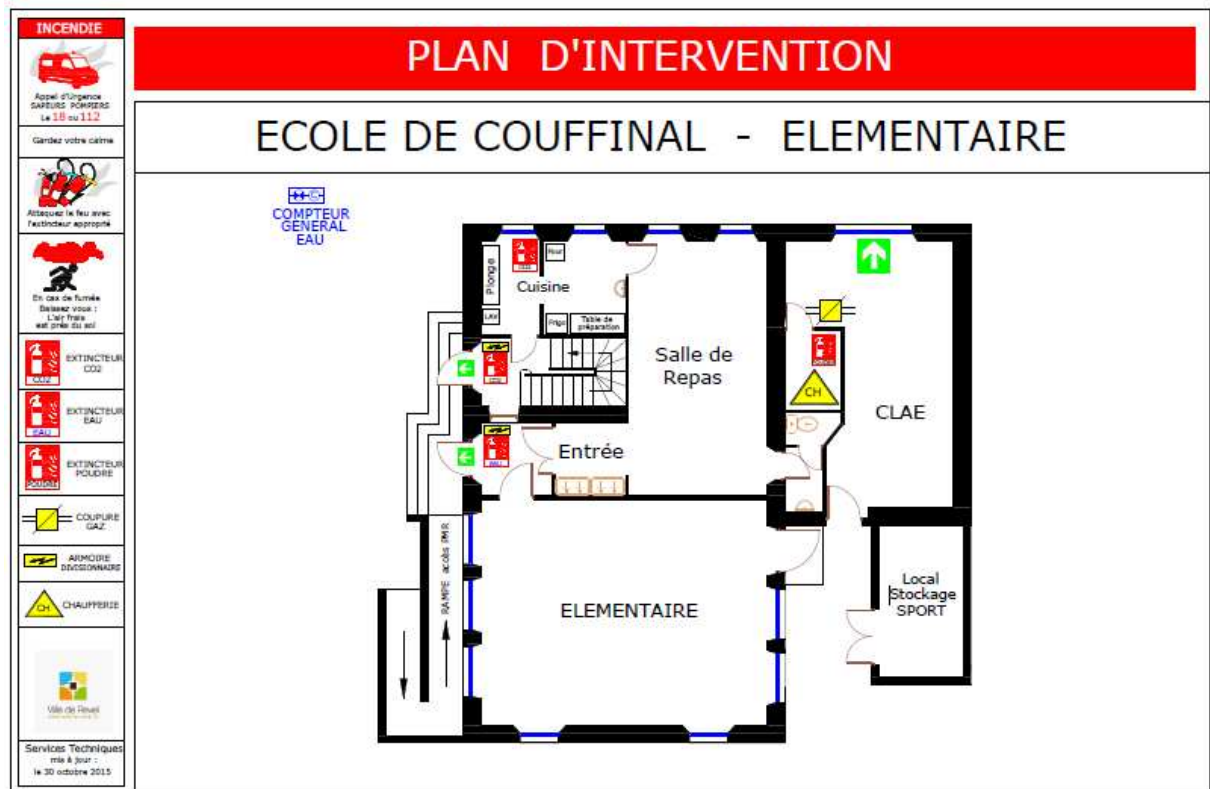 INCENDIE
Appel d'Urgence
SAPEURS POMPIERS
Le 18 ou 112
Gardez votre calme
Attaquez le feu avec
l'extincteur approprié
En cas de fumée
Baissez vous :
L'air frais
est près du sol
CO2
EXTINCTEUR
CO2
EAU
EXTINCTEUR
EAU
POUDRE
EXTINCTEUR
POUDRE
COUPURE
GAZ
ARMOIRE
DIVISIONNAIRE
CH
CHAUFFERIE
Ville de Revel
Services Techniques
mis à jour :
le 30 octobre 2015
PLAN D'INTERVENTION
ECOLE DE COUFFINAL - ELEMENTAIRE
COMPTEUR
GENERAL
EAU
Plonge
LAV
Cuisine
Four
Frigo
Table de
préparation
Salle de
Repas
CH
CLAE
Entrée
EAU
RAMPE accès PMR
ELEMENTAIRE
Local
Stockage
SPORT